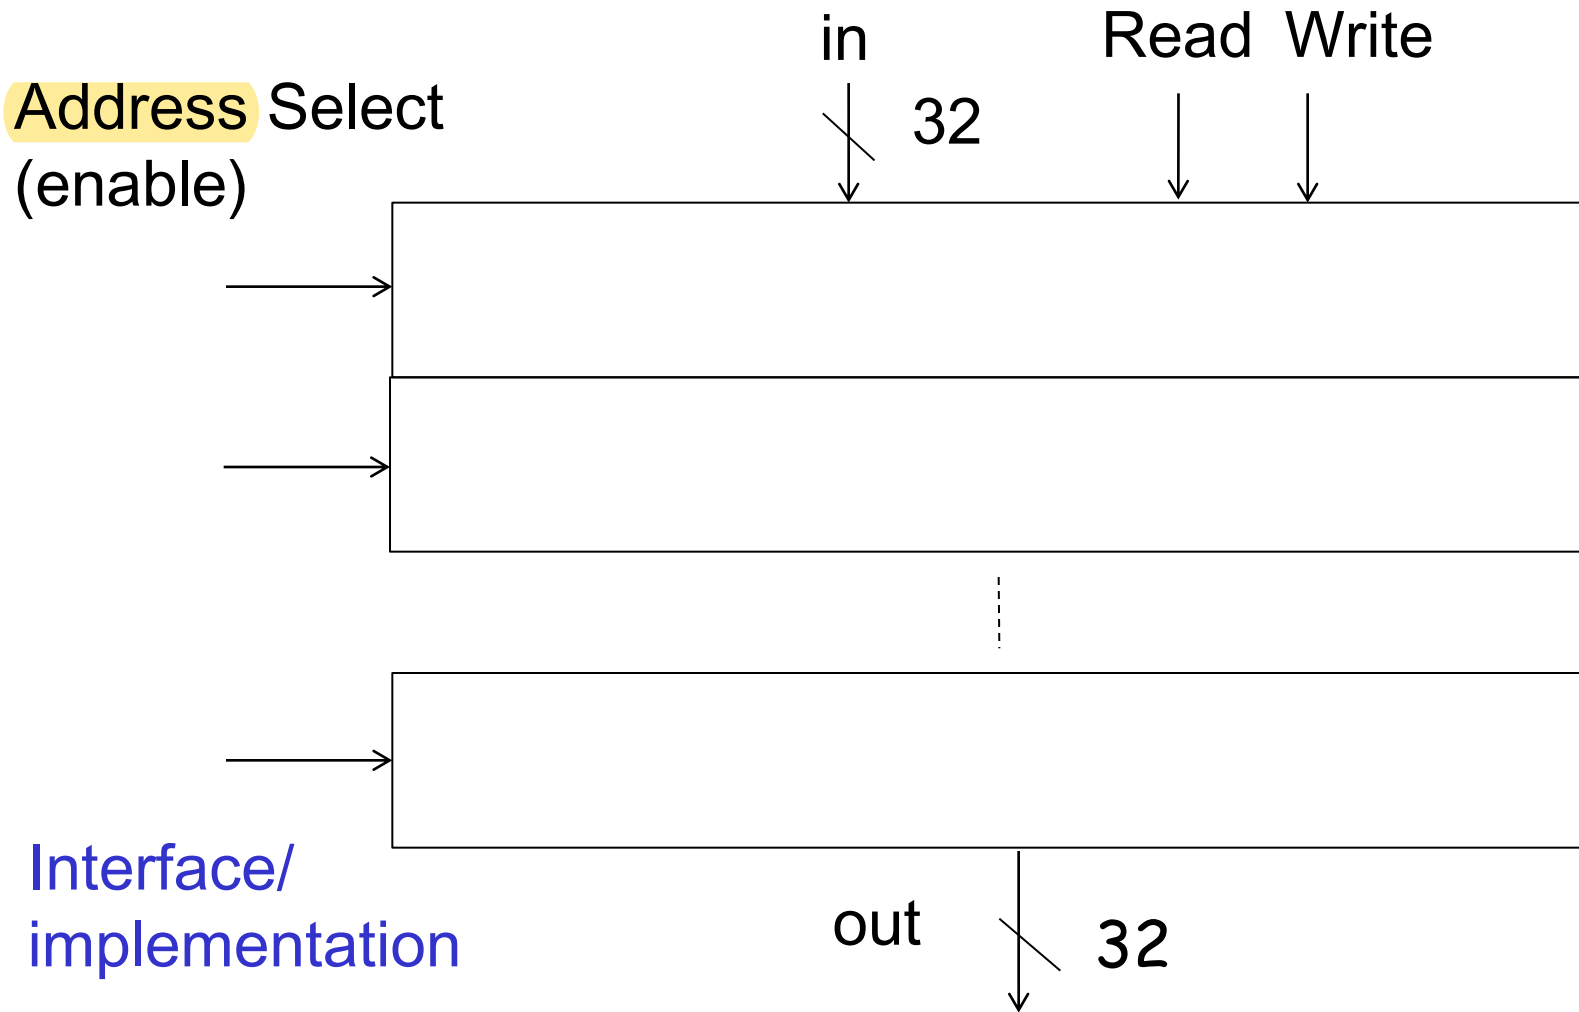 in
Read Write
Address Select
(enable)
32
Interface/
implementation
out
32